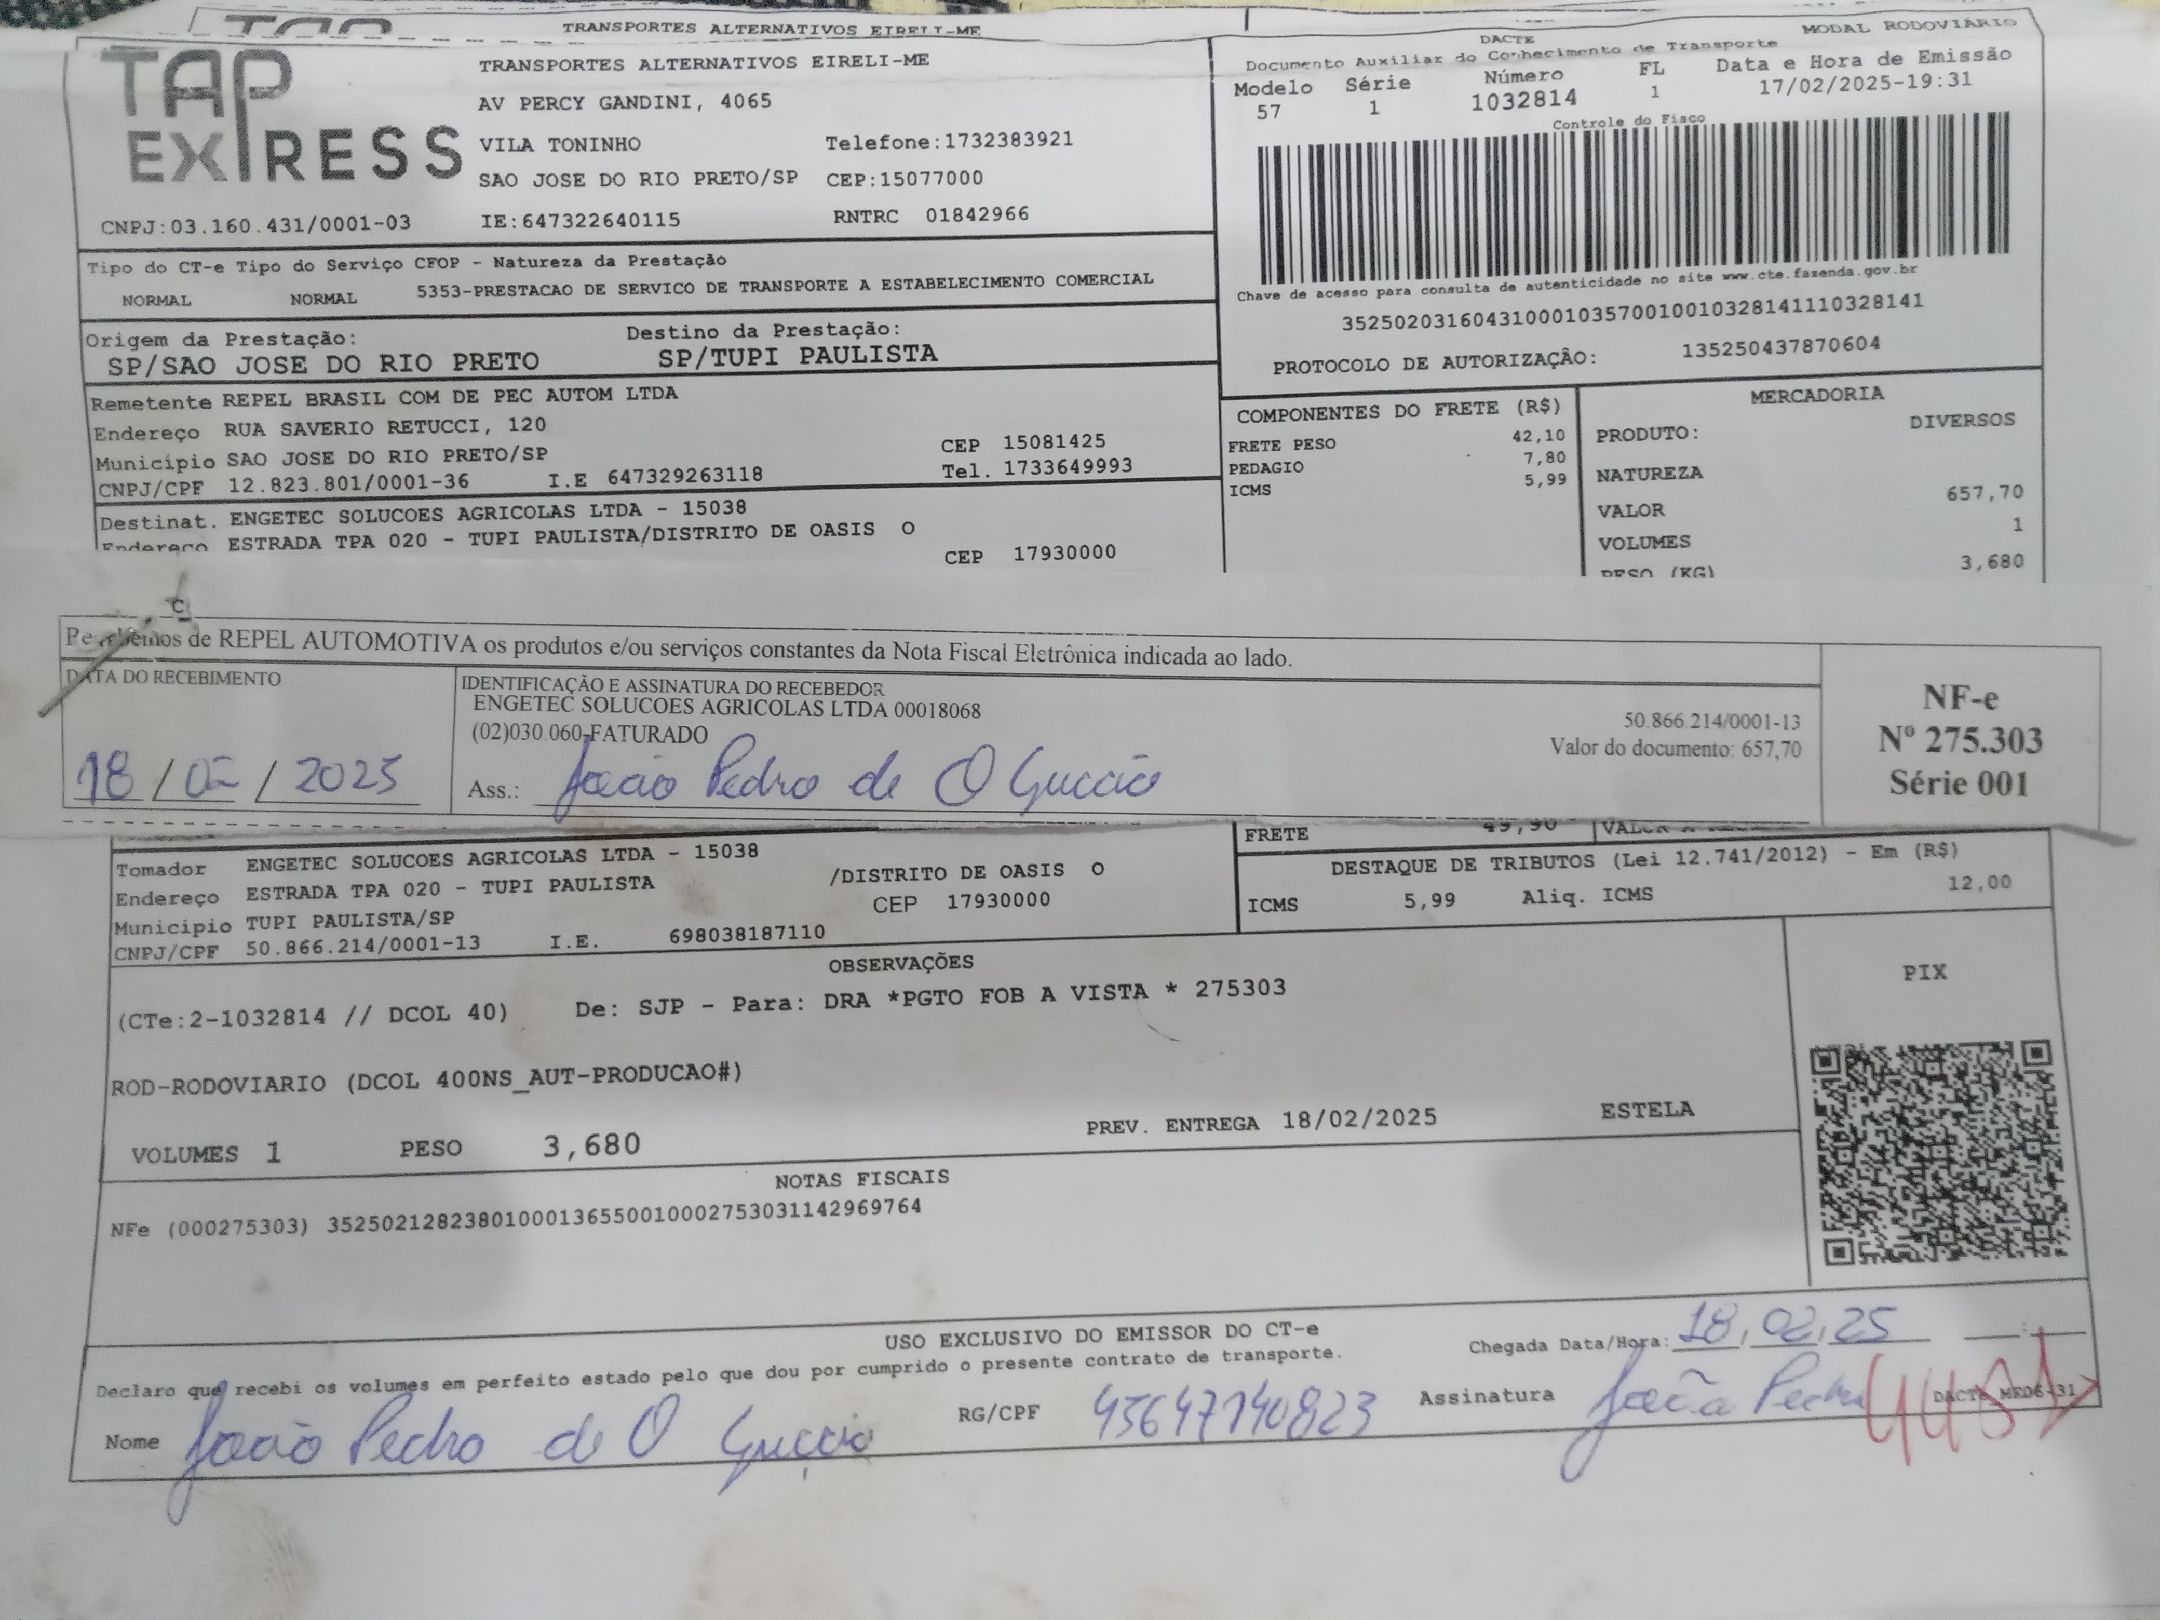 TRANSPORTES ALTERNATIVOS EIRELI-ME
MODAL RODOVIÁRIO
TAP EXPRESS
TRANSPORTES ALTERNATIVOS EIRELI-ME
AV PERCY GANDINI, 4065
VILA TONINHO Telefone:1732383921
SAO JOSE DO RIO PRETO/SP CEP:15077000
CNPJ:03.160.431/0001-03 IE:647322640115 RNTRC 01842966
DACTE
Documento Auxiliar do Conhecimento de Transporte
Modelo Série Número FL Data e Hora de Emissão
57 1 1032814 1 17/02/2025-19:31
Controle do Fisco
Chave de acesso para consulta de autenticidade no site www.cte.fazenda.gov.br
35250203160431000103570010010328141110328141
PROTOCOLO DE AUTORIZAÇÃO: 135250437870604
Tipo do CT-e Tipo do Serviço CFOP - Natureza da Prestação
NORMAL NORMAL 5353-PRESTACAO DE SERVICO DE TRANSPORTE A ESTABELECIMENTO COMERCIAL
Origem da Prestação: Destino da Prestação:
SP/SAO JOSE DO RIO PRETO SP/TUPI PAULISTA
Remetente REPEL BRASIL COM DE PEC AUTOM LTDA
Endereço RUA SAVERIO RETUCCI, 120 CEP 15081425
Município SAO JOSE DO RIO PRETO/SP Tel. 1733649993
CNPJ/CPF 12.823.801/0001-36 I.E 647329263118
Destinat. ENGETEC SOLUCOES AGRICOLAS LTDA - 15038
Endereço ESTRADA TPA 020 - TUPI PAULISTA/DISTRITO DE OASIS O
CEP 17930000
COMPONENTES DO FRETE (R$)
FRETE PESO 42,10
PEDAGIO 7,80
ICMS 5,99
MERCADORIA
PRODUTO: DIVERSOS
NATUREZA
VALOR 657,70
VOLUMES 1
PESO (KG) 3,680
C
Recebemos de REPEL AUTOMOTIVA os produtos e/ou serviços constantes da Nota Fiscal Eletrônica indicada ao lado.
DATA DO RECEBIMENTO
18/02/2025
IDENTIFICAÇÃO E ASSINATURA DO RECEBEDOR
ENGETEC SOLUCOES AGRICOLAS LTDA 00018068
(02)030.060-FATURADO
50.866.214/0001-13
Valor do documento: 657,70
Ass.: João Pedro de O
NF-e
Nº 275.303
Série 001
FRETE 49,90
Tomador ENGETEC SOLUCOES AGRICOLAS LTDA - 15038
Endereço ESTRADA TPA 020 - TUPI PAULISTA /DISTRITO DE OASIS O
Município TUPI PAULISTA/SP CEP 17930000
CNPJ/CPF 50.866.214/0001-13 I.E. 698038187110
DESTAQUE DE TRIBUTOS (Lei 12.741/2012) - Em (R$)
ICMS 5,99 Aliq. ICMS 12,00
OBSERVAÇÕES
(CTe:2-1032814 // DCOL 40) De: SJP - Para: DRA *PGTO FOB A VISTA * 275303
PIX
ROD-RODOVIARIO (DCOL 400NS_AUT-PRODUCAO#)
VOLUMES 1 PESO 3,680 PREV. ENTREGA 18/02/2025 ESTELA
NOTAS FISCAIS
NFe (000275303) 35250212823801000136550010002753031142969764
USO EXCLUSIVO DO EMISSOR DO CT-e
Declaro que recebi os volumes em perfeito estado pelo que dou por cumprido o presente contrato de transporte.
Chegada Data/Hora: 18,02,25 :
Nome João Pedro de O
RG/CPF 45647140823
Assinatura João Pedro